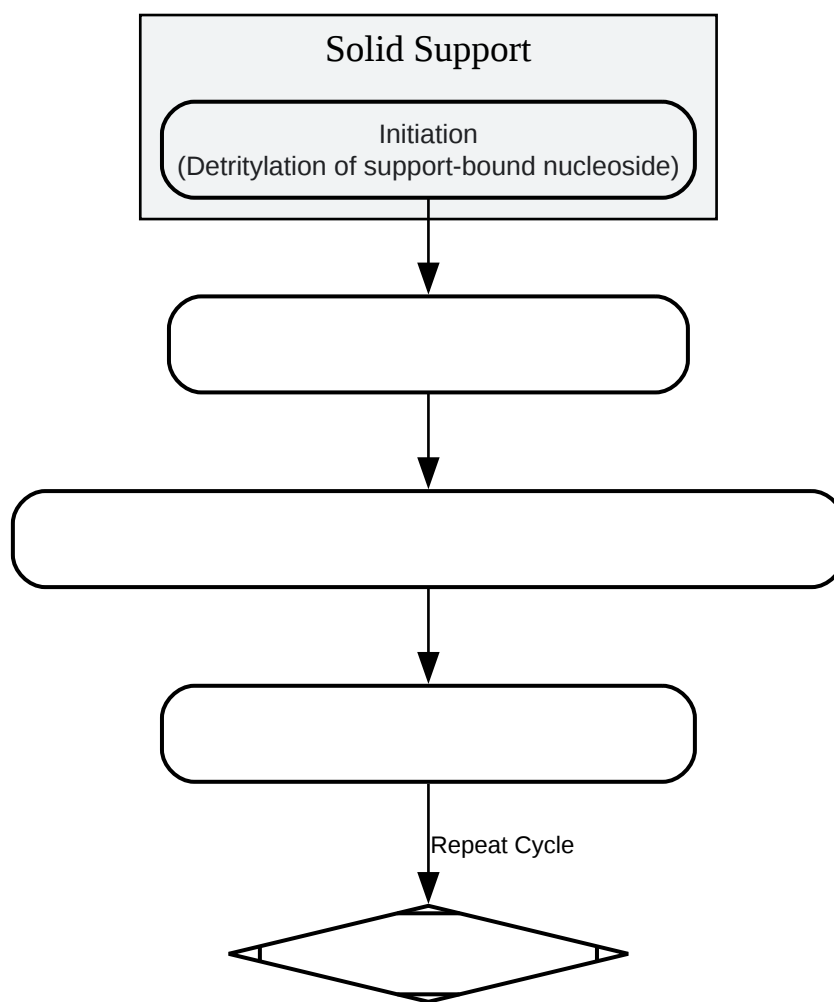 Solid Support
Initiation
(Detritylation of support-bound nucleoside)
Repeat Cycle